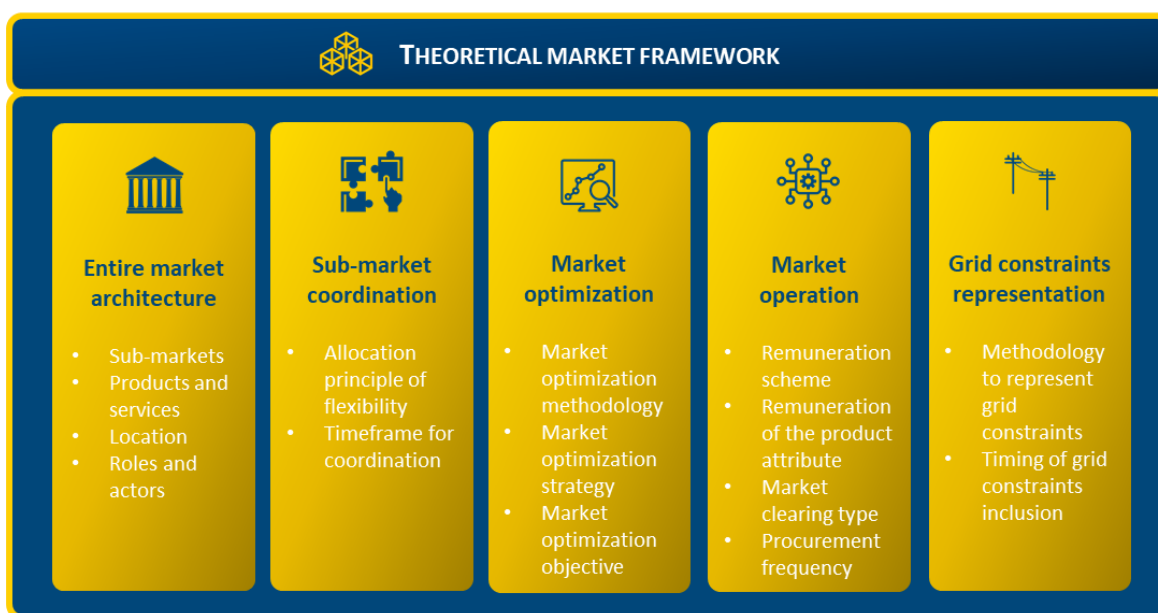 THEORETICAL MARKET FRAMEWORK
Entire market
architecture
• Sub-markets
• Products and
services
• Location
• Roles and
actors
Sub-market
coordination
• Allocation
principle of
flexibility
• Timeframe for
coordination
Market
optimization
• Market
optimization
methodology
• Market
optimization
strategy
• Market
optimization
objective
Market
operation
• Remuneration
scheme
• Remuneration
of the product
attribute
• Market
clearing type
• Procurement
frequency
Grid constraints
representation
• Methodology
to represent
grid
constraints
• Timing of grid
constraints
inclusion